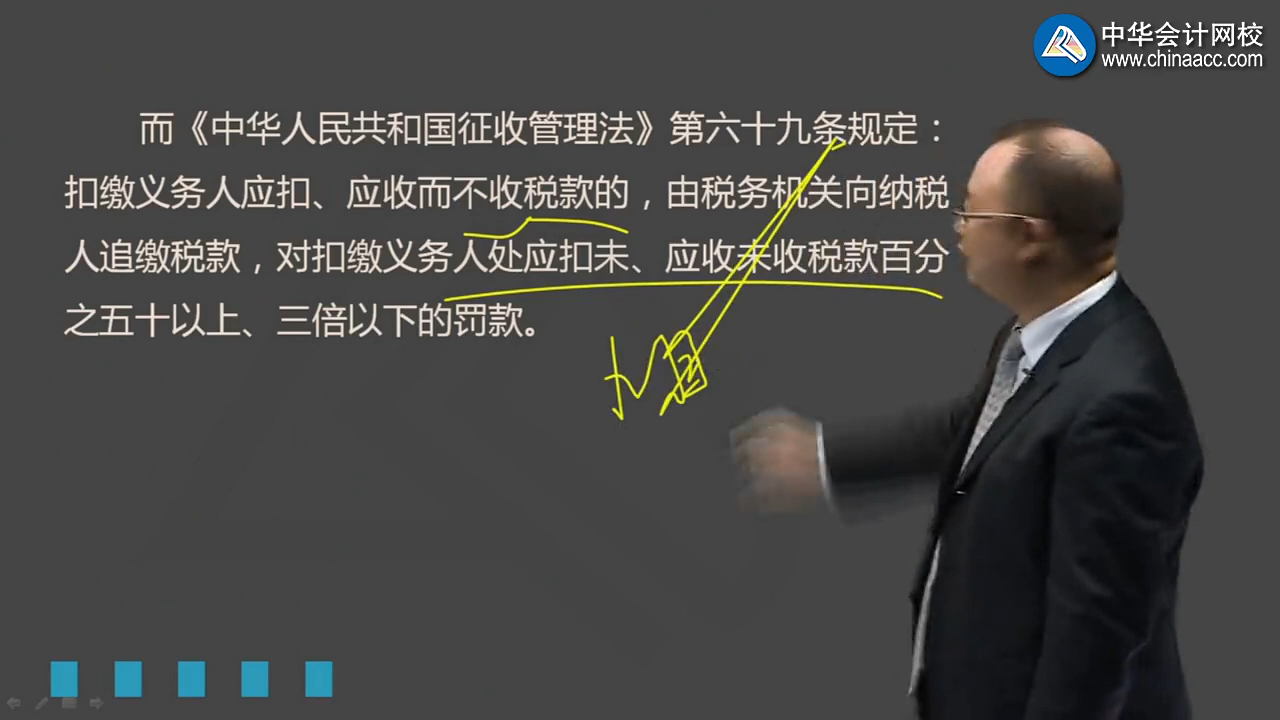 中华会计网校
www.chinaacc.com
而《中华人民共和国征收管理法》第六十九条规定：
扣缴义务人应扣、应收而不收税款的，由税务机关向纳税
人追缴税款，对扣缴义务人处应扣未、应收未收税款百分
之五十以上、三倍以下的罚款。